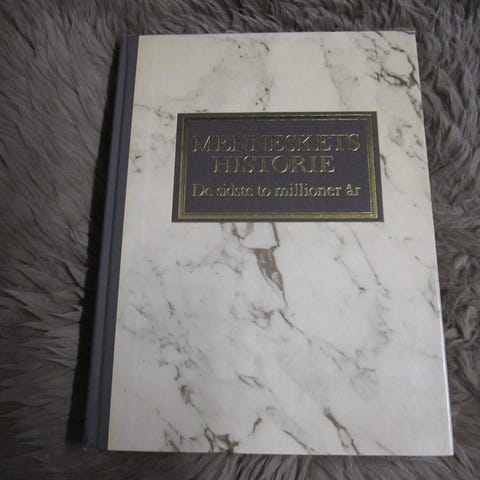 MENNESKETS
HISTORIE
De sidste to millioner år